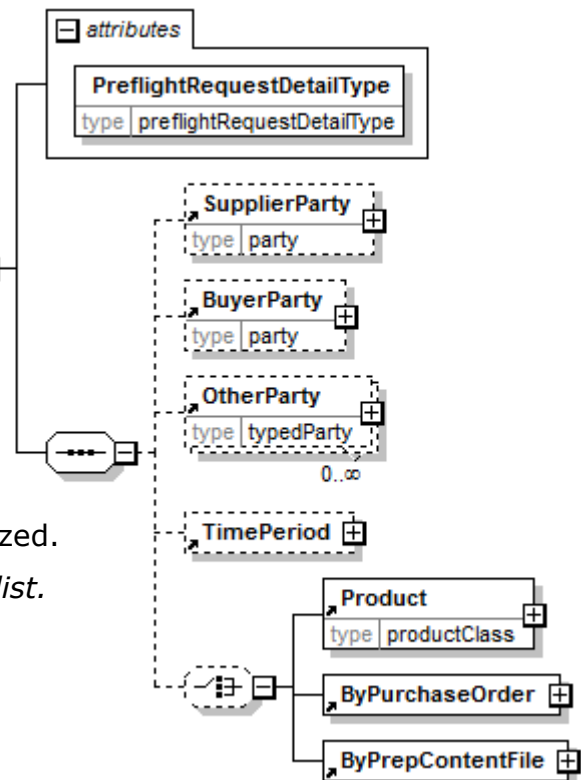 attributes
PreflightRequestDetailType
type preflightRequestDetailType
SupplierParty
type party
BuyerParty
type party
OtherParty
type typedParty
0..∞
zed.
TimePeriod
list.
Product
type productClass
ByPurchaseOrder
ByPrepContentFile